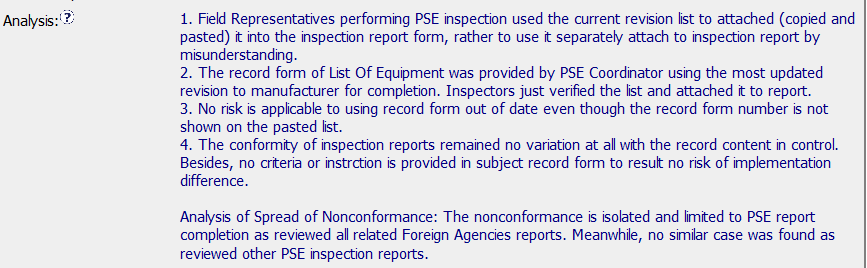 Analysis:? 1. Field Representatives performing PSE inspection used the current revision list to attached (copied and
pasted) it into the inspection report form, rather to use it separately attach to inspection report by
misunderstanding.
2. The record form of List Of Equipment was provided by PSE Coordinator using the most updated
revision to manufacturer for completion. Inspectors just verified the list and attached it to report.
3. No risk is applicable to using record form out of date even though the record form number is not
shown on the pasted list.
4. The conformity of inspection reports remained no variation at all with the record content in control.
Besides, no criteria or instrction is provided in subject record form to result no risk of implementation
difference.
Analysis of Spread of Nonconformance: The nonconformance is isolated and limited to PSE report
completion as reviewed all related Foreign Agencies reports. Meanwhile, no similar case was found as
reviewed other PSE inspection reports.